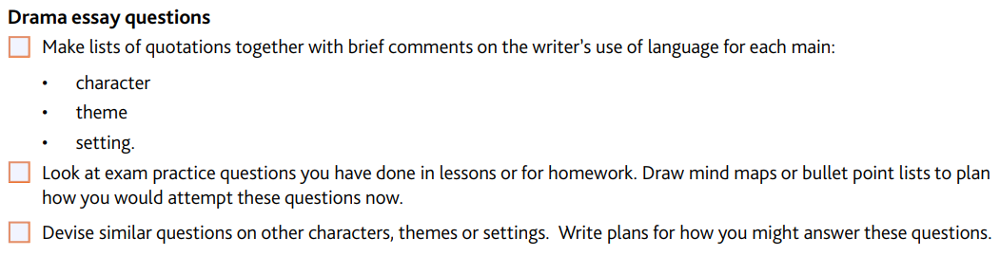 Drama essay questions
Make lists of quotations together with brief comments on the writer's use of language for each main:
• character
• theme
• setting.
Look at exam practice questions you have done in lessons or for homework. Draw mind maps or bullet point lists to plan
how you would attempt these questions now.
Devise similar questions on other characters, themes or settings.  Write plans for how you might answer these questions.